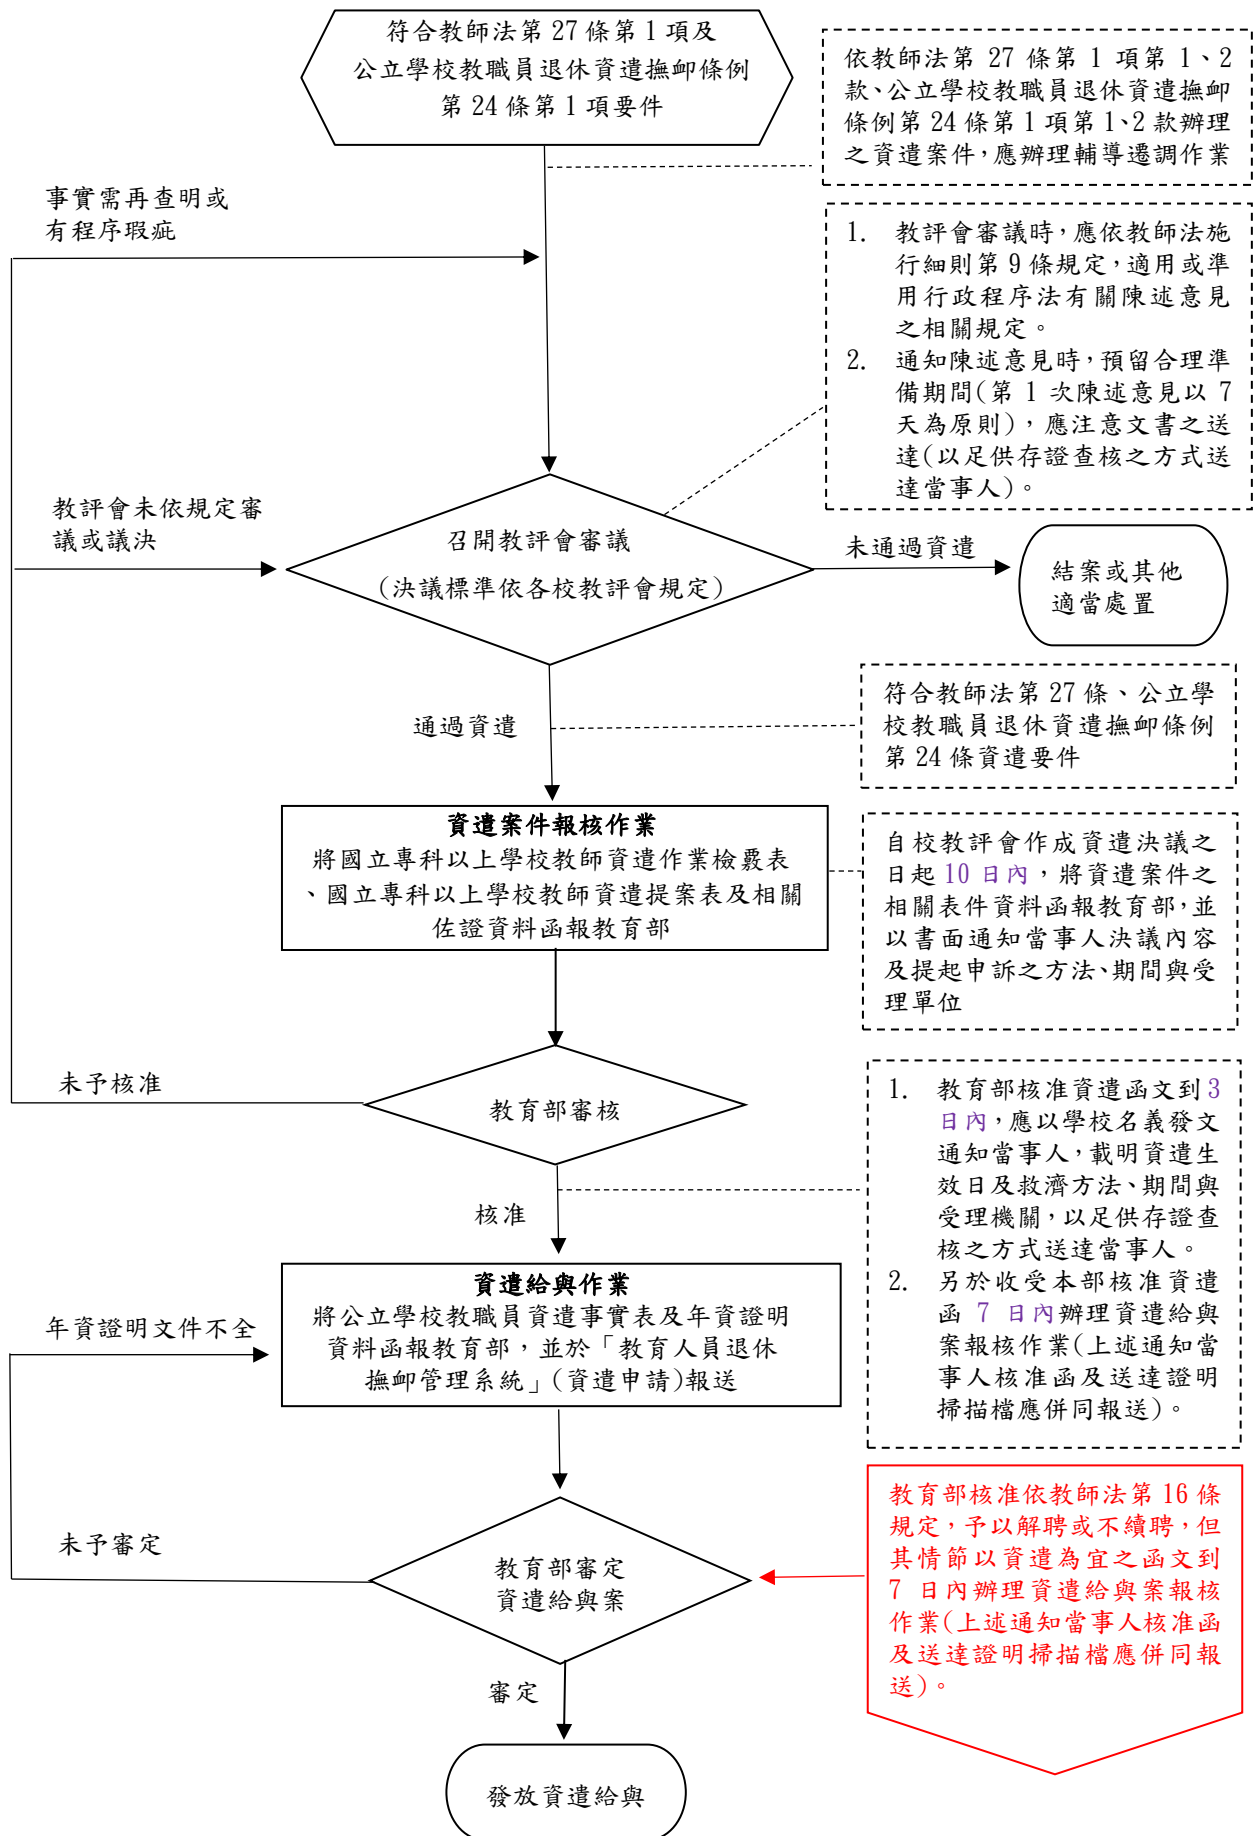 符合教師法第 27 條第 1 項及
公立學校教職員退休資遣撫卹條例
第 24 條第 1 項要件
依教師法第 27 條第 1 項第 1、2
款、公立學校教職員退休資遣撫卹
條例第 24 條第 1 項第 1、2 款辦理
之資遣案件，應辦理輔導遷調作業
事實需再查明或
有程序瑕疵
1. 教評會審議時，應依教師法施
行細則第 9 條規定，適用或準
用行政程序法有關陳述意見
之相關規定。
2. 通知陳述意見時，預留合理準
備期間(第 1 次陳述意見以 7
天為原則)，應注意文書之送
達(以足供存證查核之方式送
達當事人)。
教評會未依規定審
議或議決
召開教評會審議
(決議標準依各校教評會規定)
未通過資遣
結案或其他
適當處置
通過資遣
符合教師法第 27 條、公立學
校教職員退休資遣撫卹條例
第 24 條資遣要件
資遣案件報核作業
將國立專科以上學校教師資遣作業檢覈表
、國立專科以上學校教師資遣提案表及相關
佐證資料函報教育部
自校教評會作成資遣決議之
日起 10 日內，將資遣案件之
相關表件資料函報教育部，並
以書面通知當事人決議內容
及提起申訴之方法、期間與受
理單位
未予核准
教育部審核
核准
1. 教育部核准資遣函文到 3
日內，應以學校名義發文
通知當事人，載明資遣生
效日及救濟方法、期間與
受理機關，以足供存證查
核之方式送達當事人。
2. 另於收受本部核准資遣
函 7 日內辦理資遣給與
案報核作業(上述通知當
事人核准函及送達證明
掃描檔應併同報送)。
資遣給與作業
將公立學校教職員資遣事實表及年資證明
資料函報教育部，並於「教育人員退休
撫卹管理系統」(資遣申請)報送
年資證明文件不全
未予審定
教育部審定
資遣給與案
教育部核准依教師法第 16 條
規定，予以解聘或不續聘，但
其情節以資遣為宜之函文到
7 日內辦理資遣給與案報核
作業(上述通知當事人核准函
及送達證明掃描檔應併同報
送)。
審定
發放資遣給與